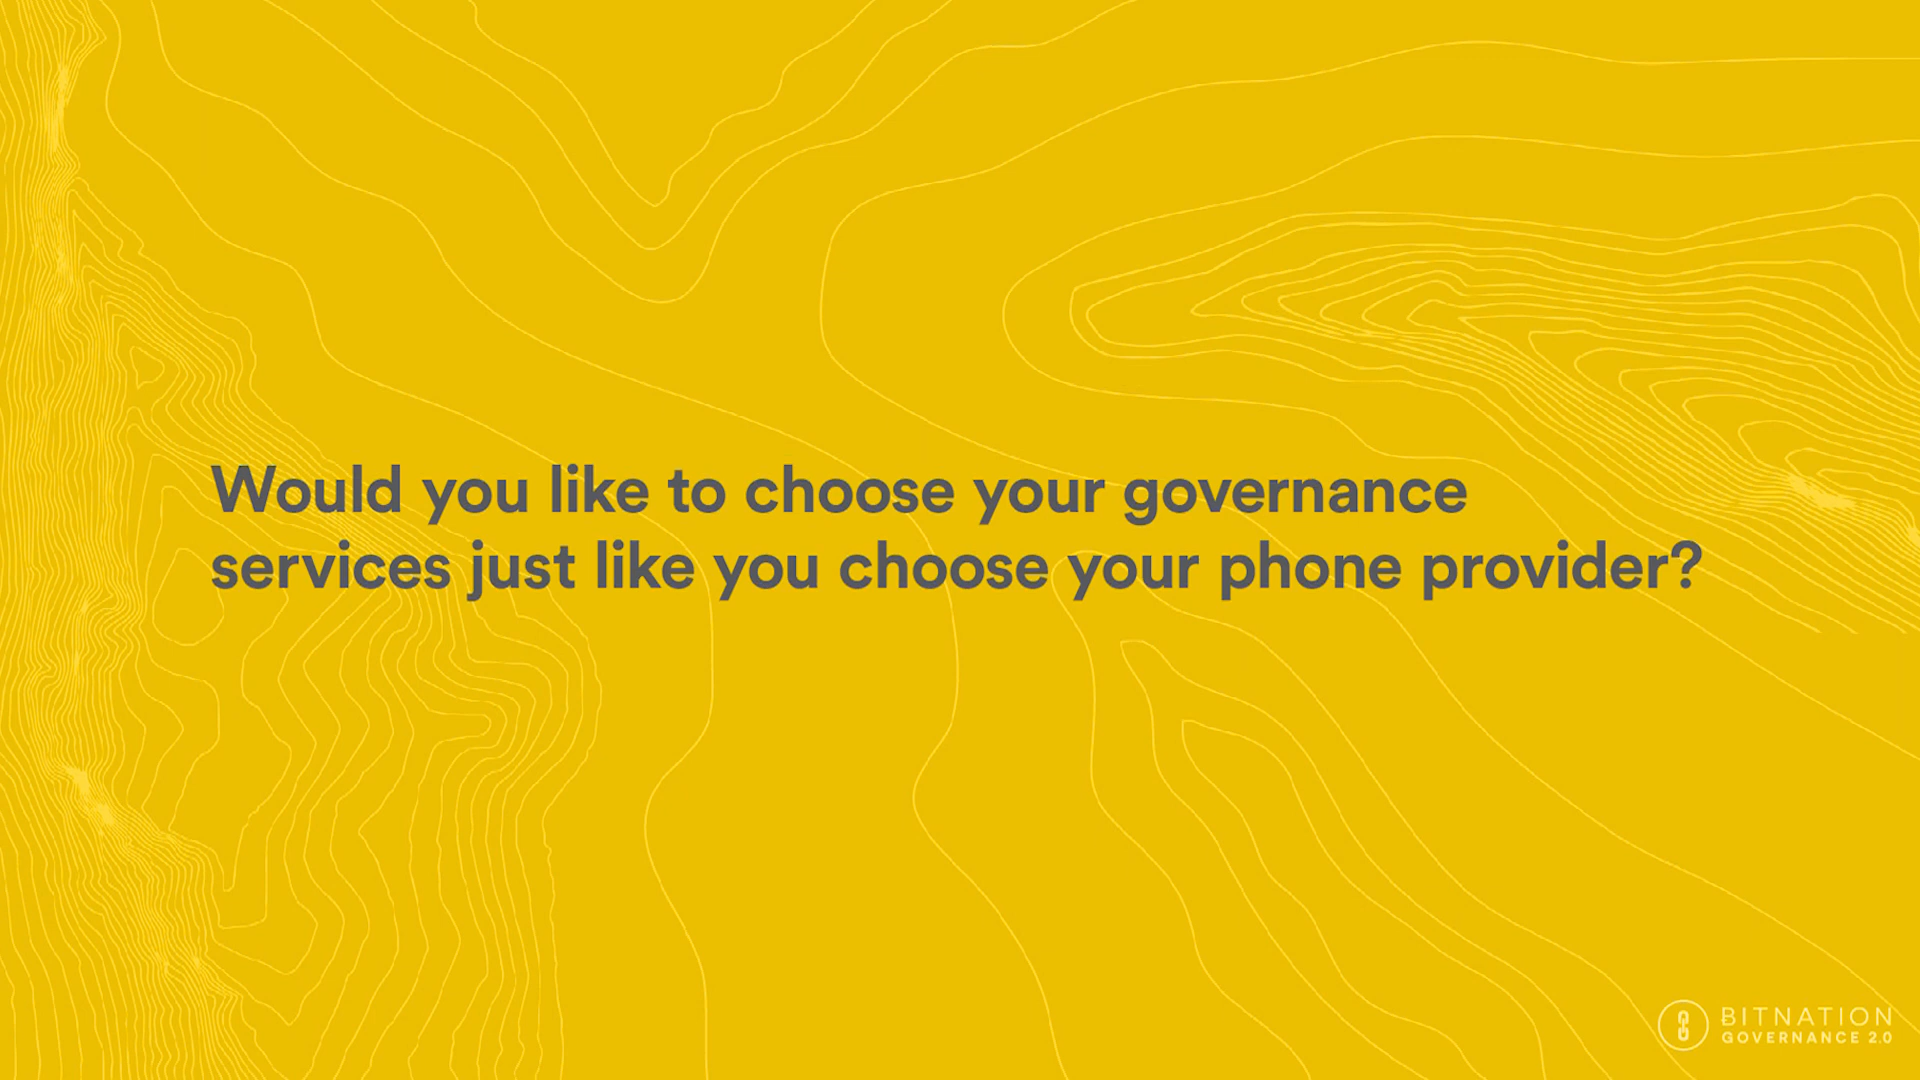 Would you like to choose your governance
services just like you choose your phone provider?
BITNATION
GOVERNANCE 2.0